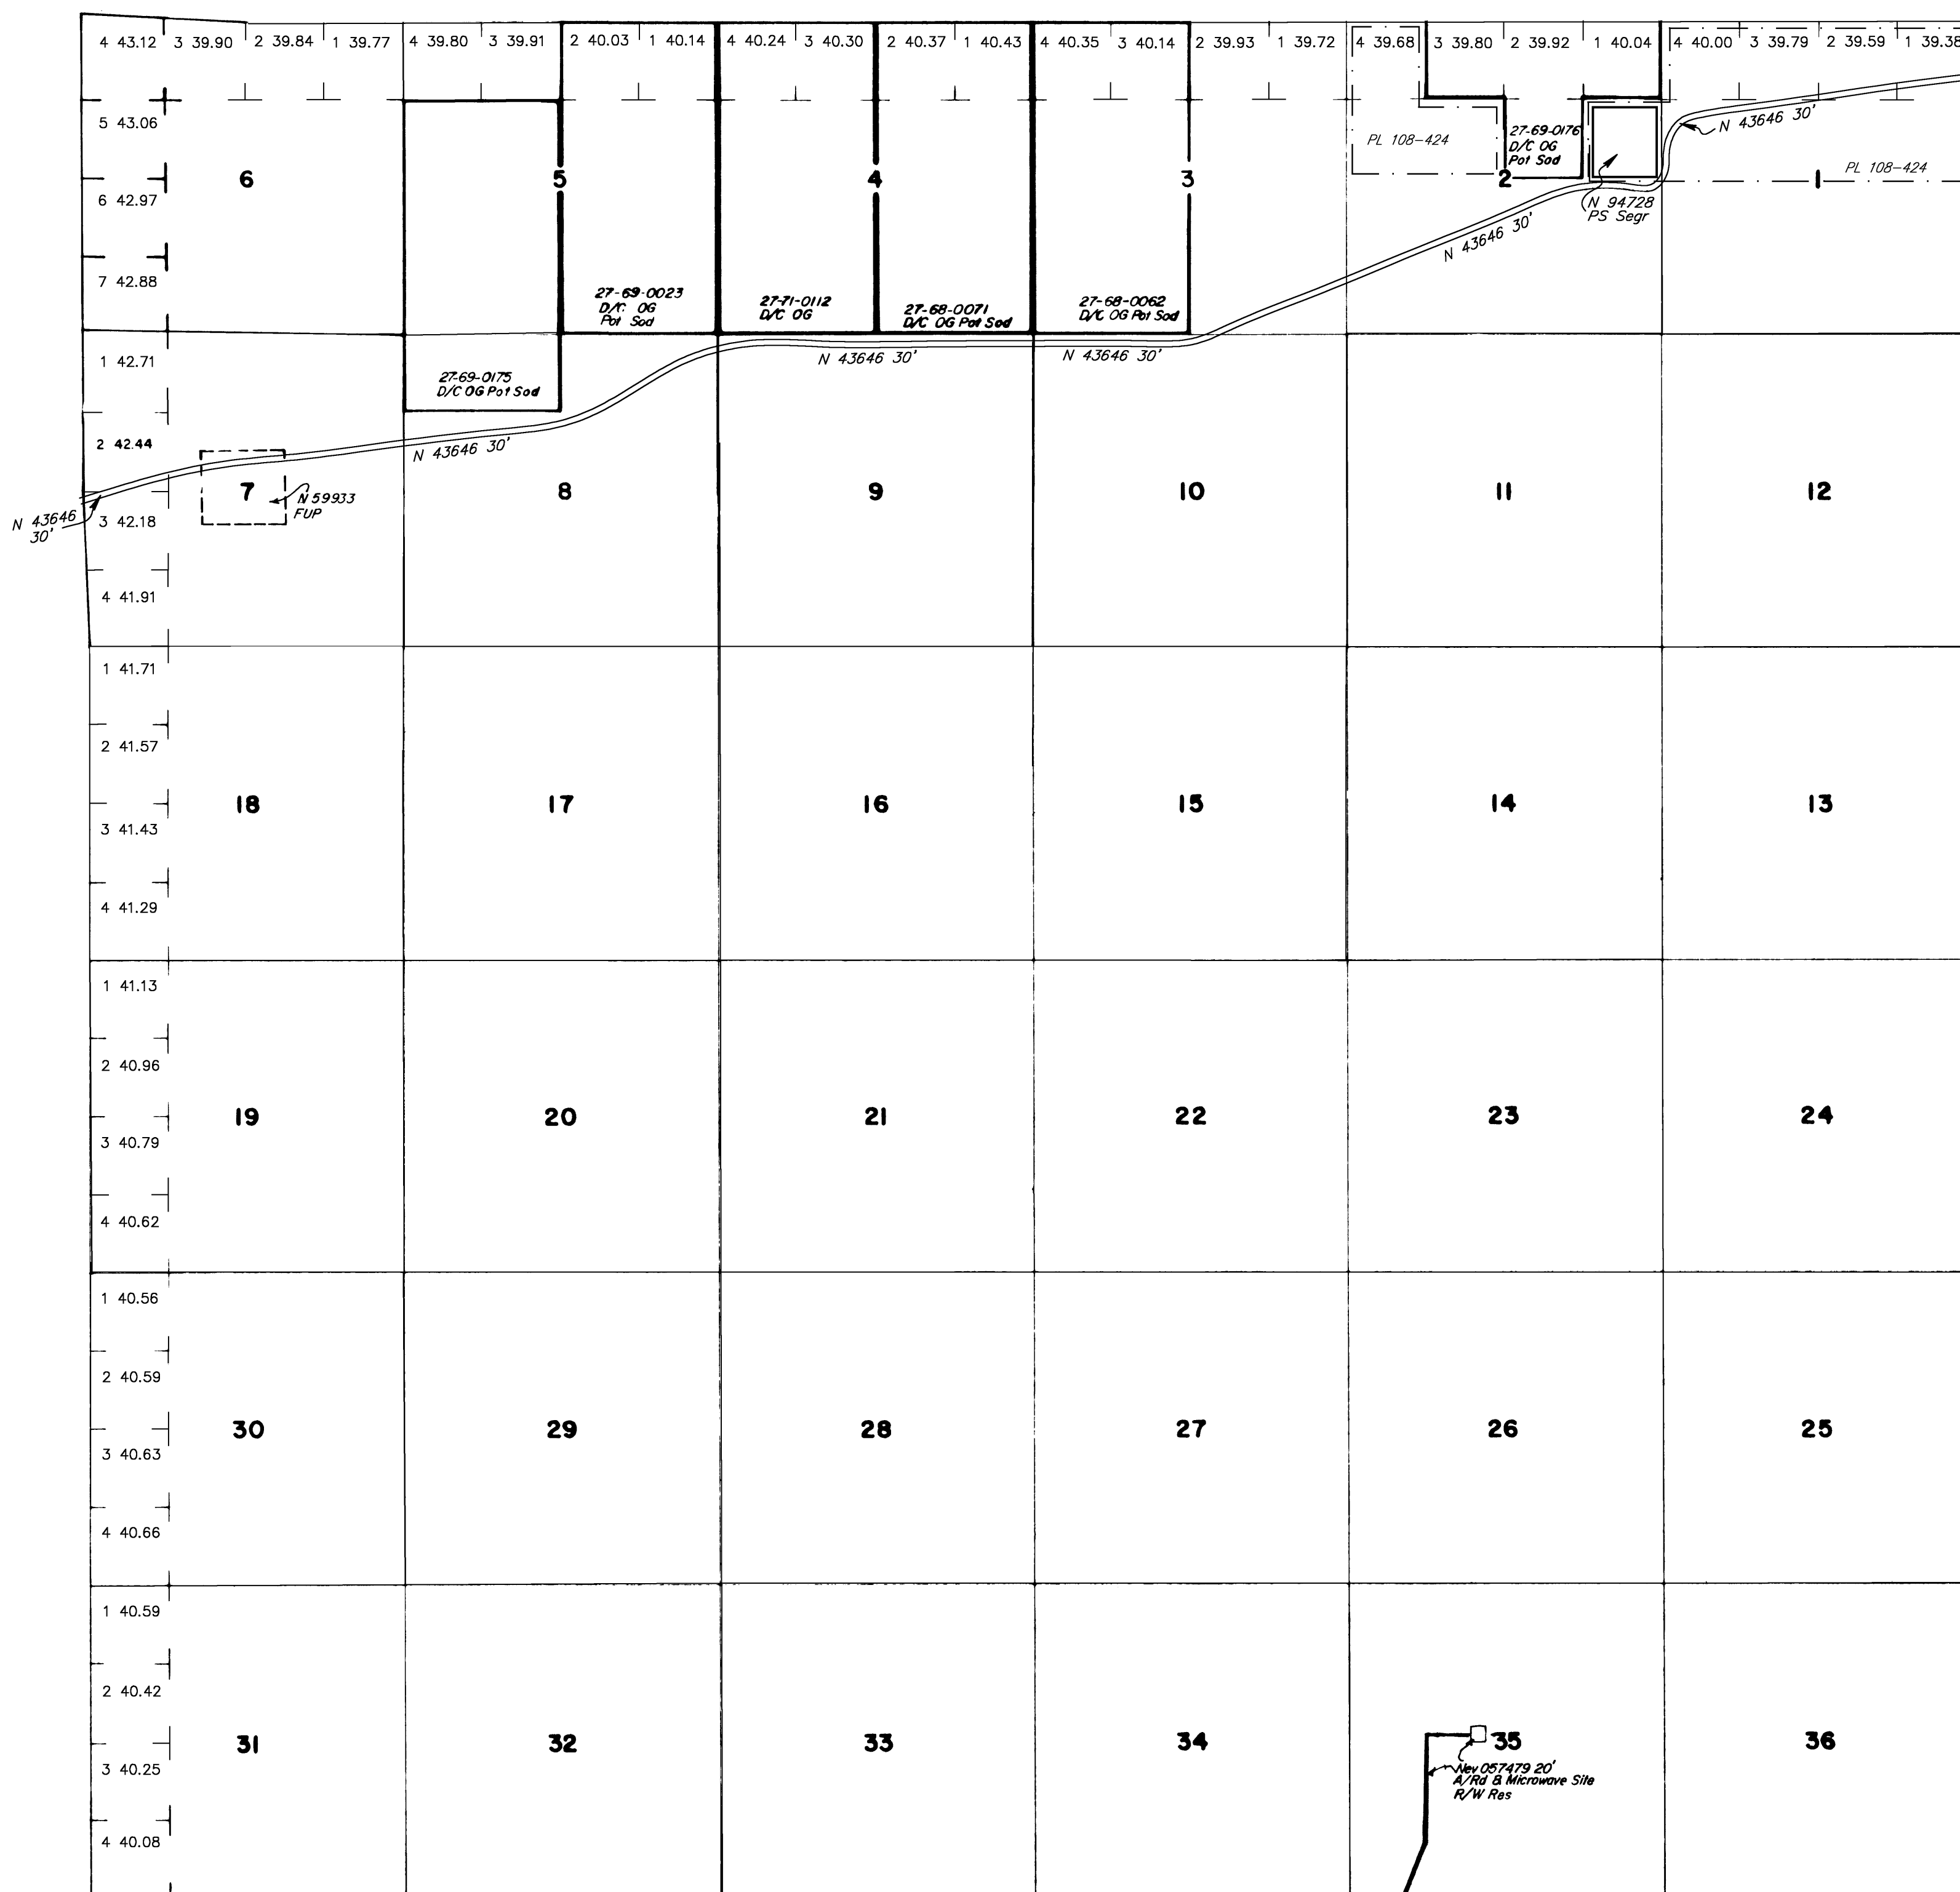 4 43.12 3 39.90 2 39.84 1 39.77 4 39.80 3 39.91 2 40.03 1 40.14 4 40.24 3 40.30 2 40.37 1 40.43 4 40.35 3 40.14 2 39.93 1 39.72 4 39.68 3 39.80 2 39.92 1 40.04 4 40.00 3 39.79 2 39.59 1 39.38
5 43.06
6 42.97
7 42.88
6
5
4
3
2
1
PL 108-424
27-69-0176
D/C OG
Pot Sod
N 43646 30'
PL 108-424
N 94728
PS Segr
N 43646 30'
27-69-0023
D/C OG
Pot Sod
27-71-0112
D/C OG
27-68-0071
D/C OG Pot Sod
27-68-0062
D/C OG Pot Sod
N 43646 30'
N 43646 30'
1 42.71
27-69-0175
D/C OG Pot Sod
2 42.44
N 43646 30'
7
N 59933
FUP
8
9
10
11
12
N 43646
30'
3 42.18
4 41.91
1 41.71
2 41.57
18
17
16
15
14
13
3 41.43
4 41.29
1 41.13
2 40.96
19
20
21
22
23
24
3 40.79
4 40.62
1 40.56
2 40.59
30
29
28
27
26
25
3 40.63
4 40.66
1 40.59
2 40.42
31
32
33
34
35
36
3 40.25
Nev 057479 20'
A/Rd & Microwave Site
R/W Res
4 40.08